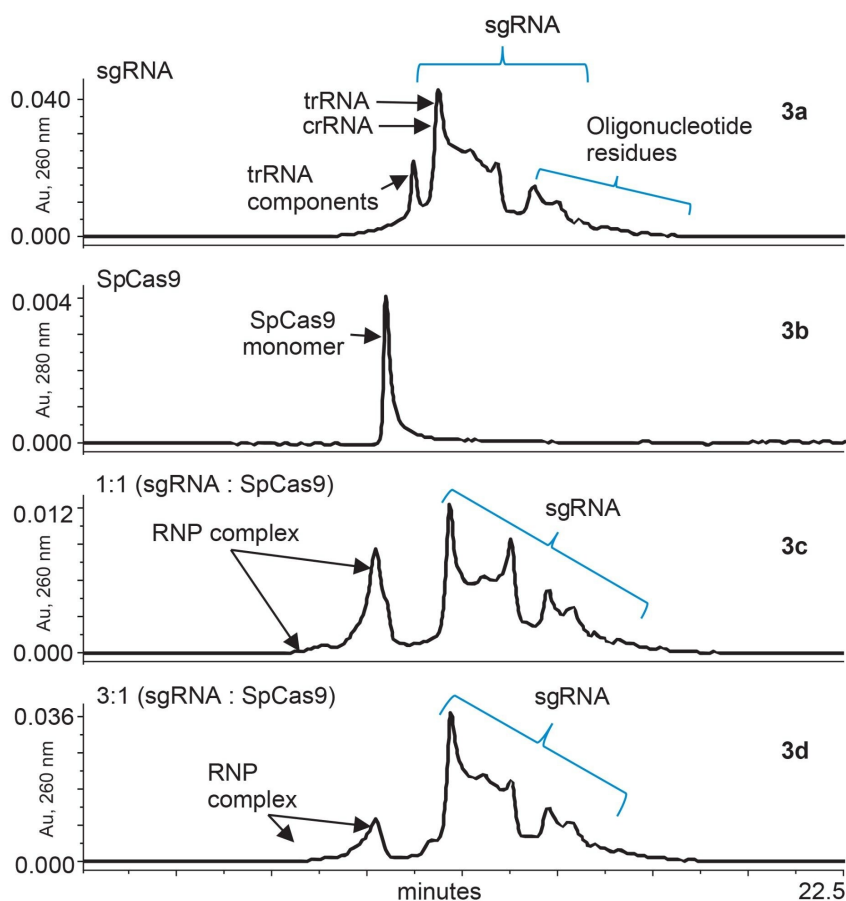 sgRNA
sgRNA
0.040
trRNA
crRNA
3a
Oligonucleotide
residues
trRNA
components
Au, 260 nm
0.000
SpCas9
0.004
SpCas9
monomer
3b
Au, 280 nm
0.000
1:1 (sgRNA : SpCas9)
0.012
RNP complex
sgRNA
3c
Au, 260 nm
0.000
3:1 (sgRNA : SpCas9)
sgRNA
0.036
3d
RNP
complex
Au, 260 nm
0.000
minutes
22.5